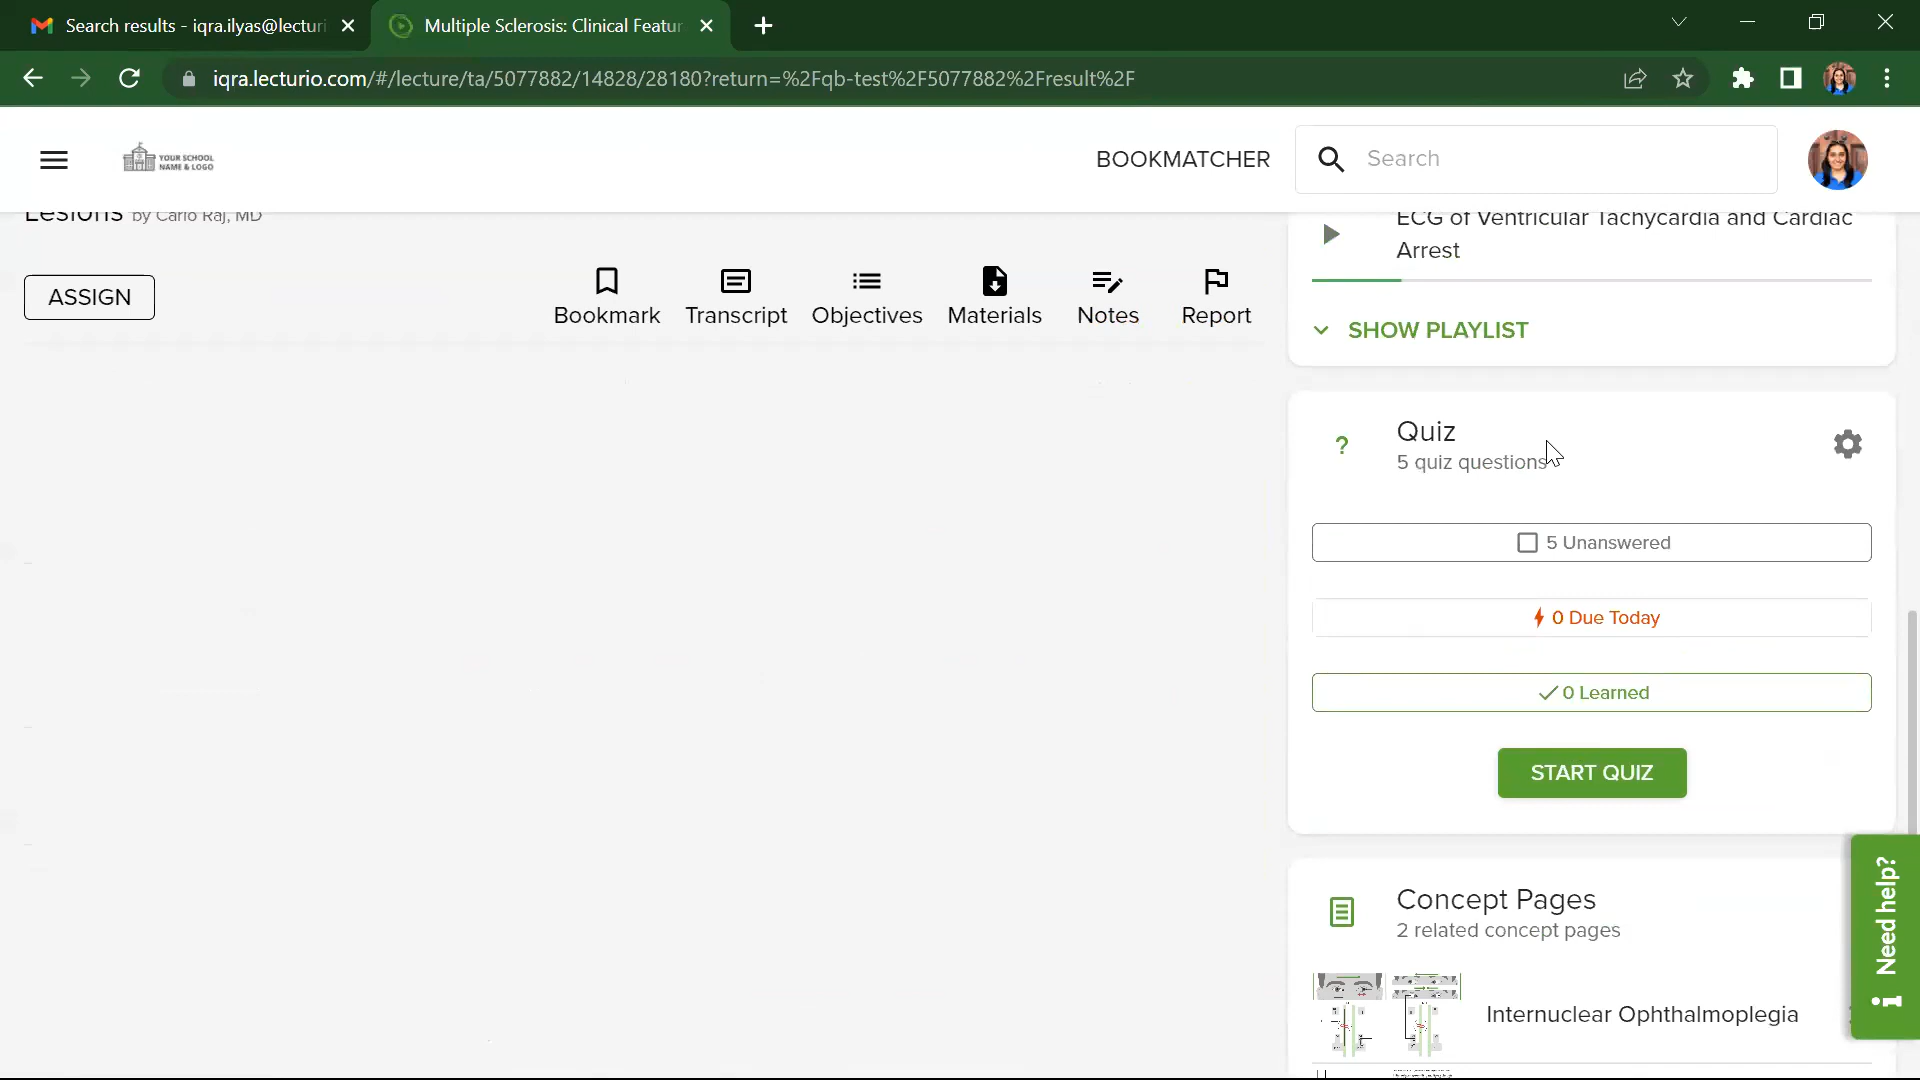 Search results - iqra.ilyas@lecturi
Multiple Sclerosis: Clinical Featur
iqra.lecturio.com/#/lecture/ta/5077882/14828/28180?return=%2Fqb-test%2F5077882%2Fresult%2F
YOUR SCHOOL
NAME & LOGO
BOOKMATCHER
Search
Lesions by Carlo Raj, MD
ASSIGN
Bookmark
Transcript
Objectives
Materials
Notes
Report
ECG of Ventricular Tachycardia and Cardiac
Arrest
SHOW PLAYLIST
? Quiz
5 quiz questions
5 Unanswered
0 Due Today
0 Learned
START QUIZ
Concept Pages
2 related concept pages
Internuclear Ophthalmoplegia
Need help?